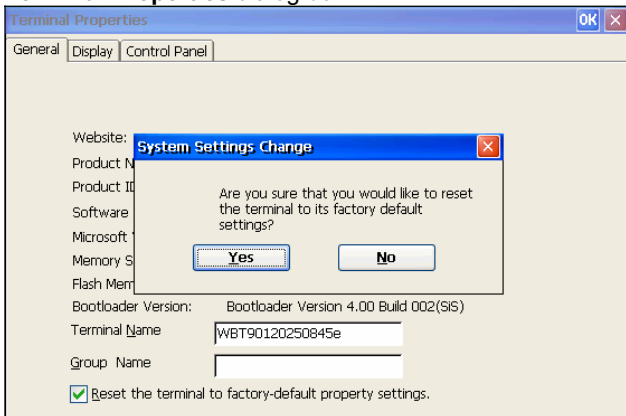 Terminal Properties
OK
General Display Control Panel
Website:
System Settings Change
Product N
Product ID
Are you sure that you would like to reset
the terminal to its factory default
settings?
Software
Microsoft
Memory S
Yes No
Flash Mem
Bootloader Version: Bootloader Version 4.00 Build 002(SiS)
Terminal Name WBT90120250845e
Group Name
Reset the terminal to factory-default property settings.